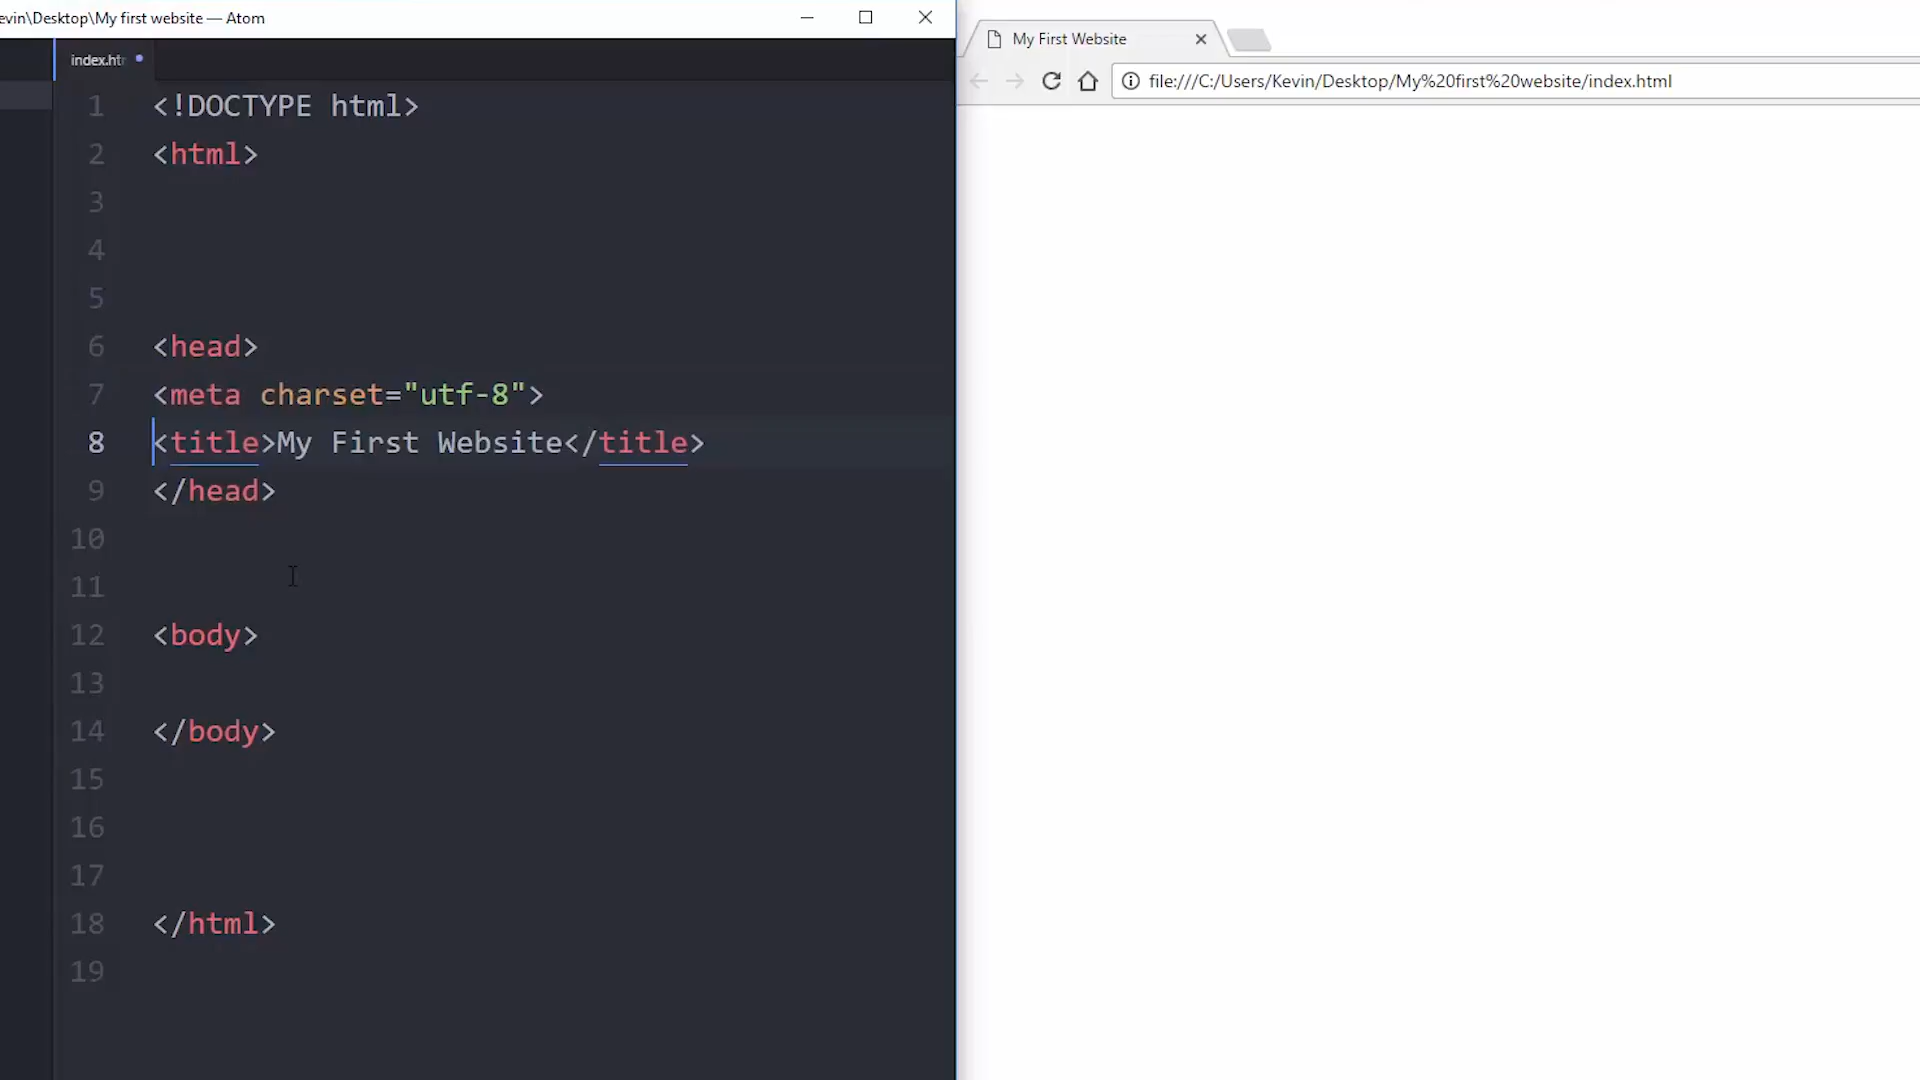 evin\Desktop\My first website — Atom
index.ht
1 <!DOCTYPE html>
2 <html>
3
4
5
6 <head>
7 <meta charset="utf-8">
8 <title>My First Website</title>
9 </head>
10
11
12 <body>
13
14 </body>
15
16
17
18 </html>
19
My First Website
file:///C:/Users/Kevin/Desktop/My%20first%20website/index.html